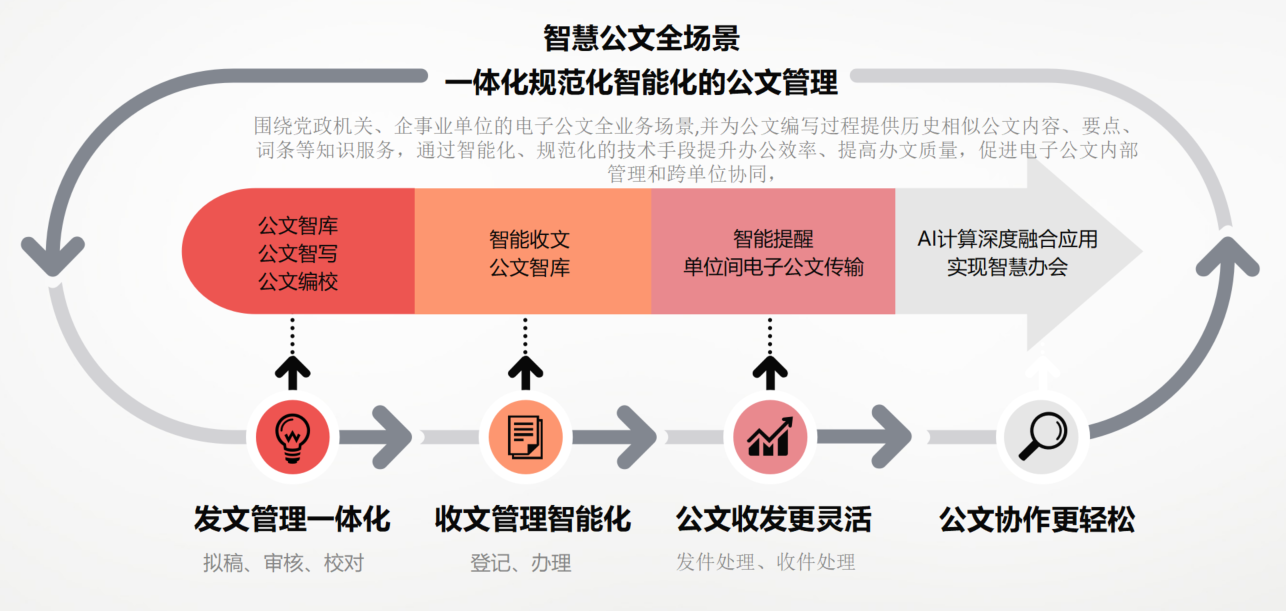 智慧公文全场景
一体化规范化智能化的公文管理
围绕党政机关、企事业单位的电子公文全业务场景,并为公文编写过程提供历史相似公文内容、要点、
词条等知识服务，通过智能化、规范化的技术手段提升办公效率、提高办文质量，促进电子公文内部
管理和跨单位协同，
公文智库
公文智写
公文编校
智能收文
公文智库
智能提醒
单位间电子公文传输
AI计算深度融合应用
实现智慧办会
发文管理一体化
收文管理智能化
公文收发更灵活
公文协作更轻松
拟稿、审核、校对
登记、办理
发件处理、收件处理